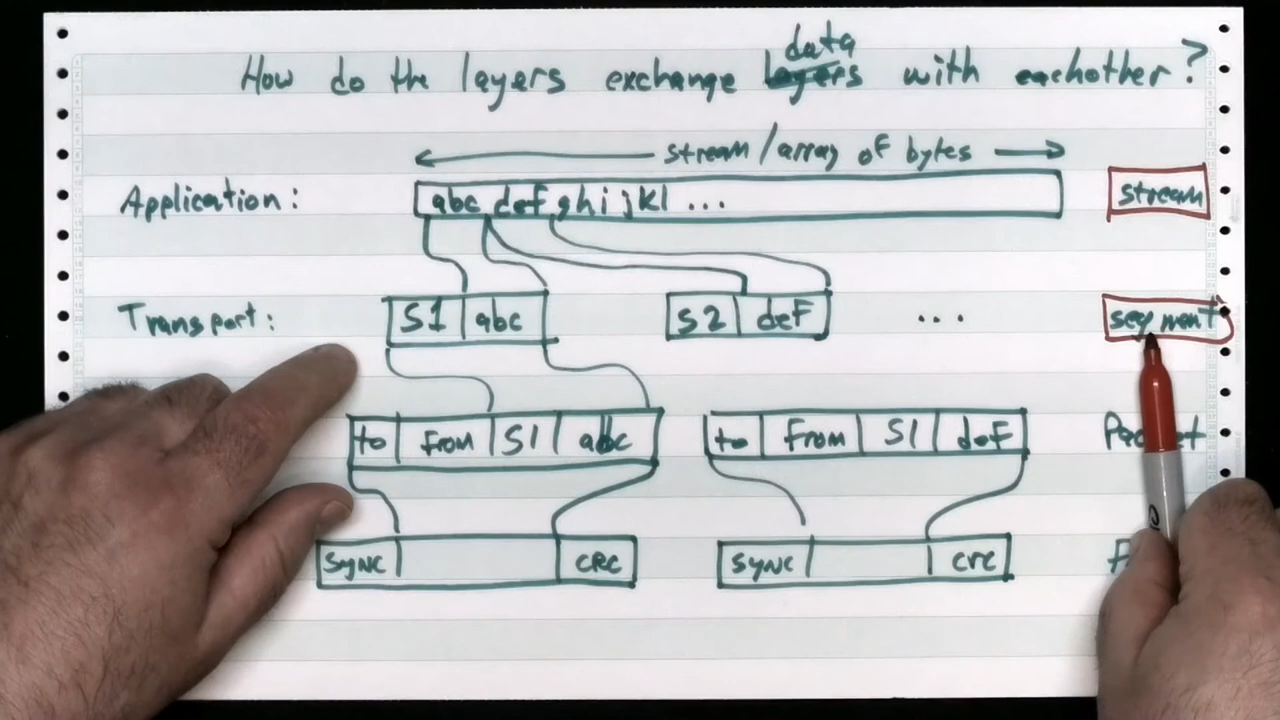 How do the layers exchange data with eachother?
stream/array of bytes
Application: abc def ghi jkl ... stream
Transport: S1 abc S2 def ... segment
to from S1 abc to from S1 def Packet
sync CRC sync crc